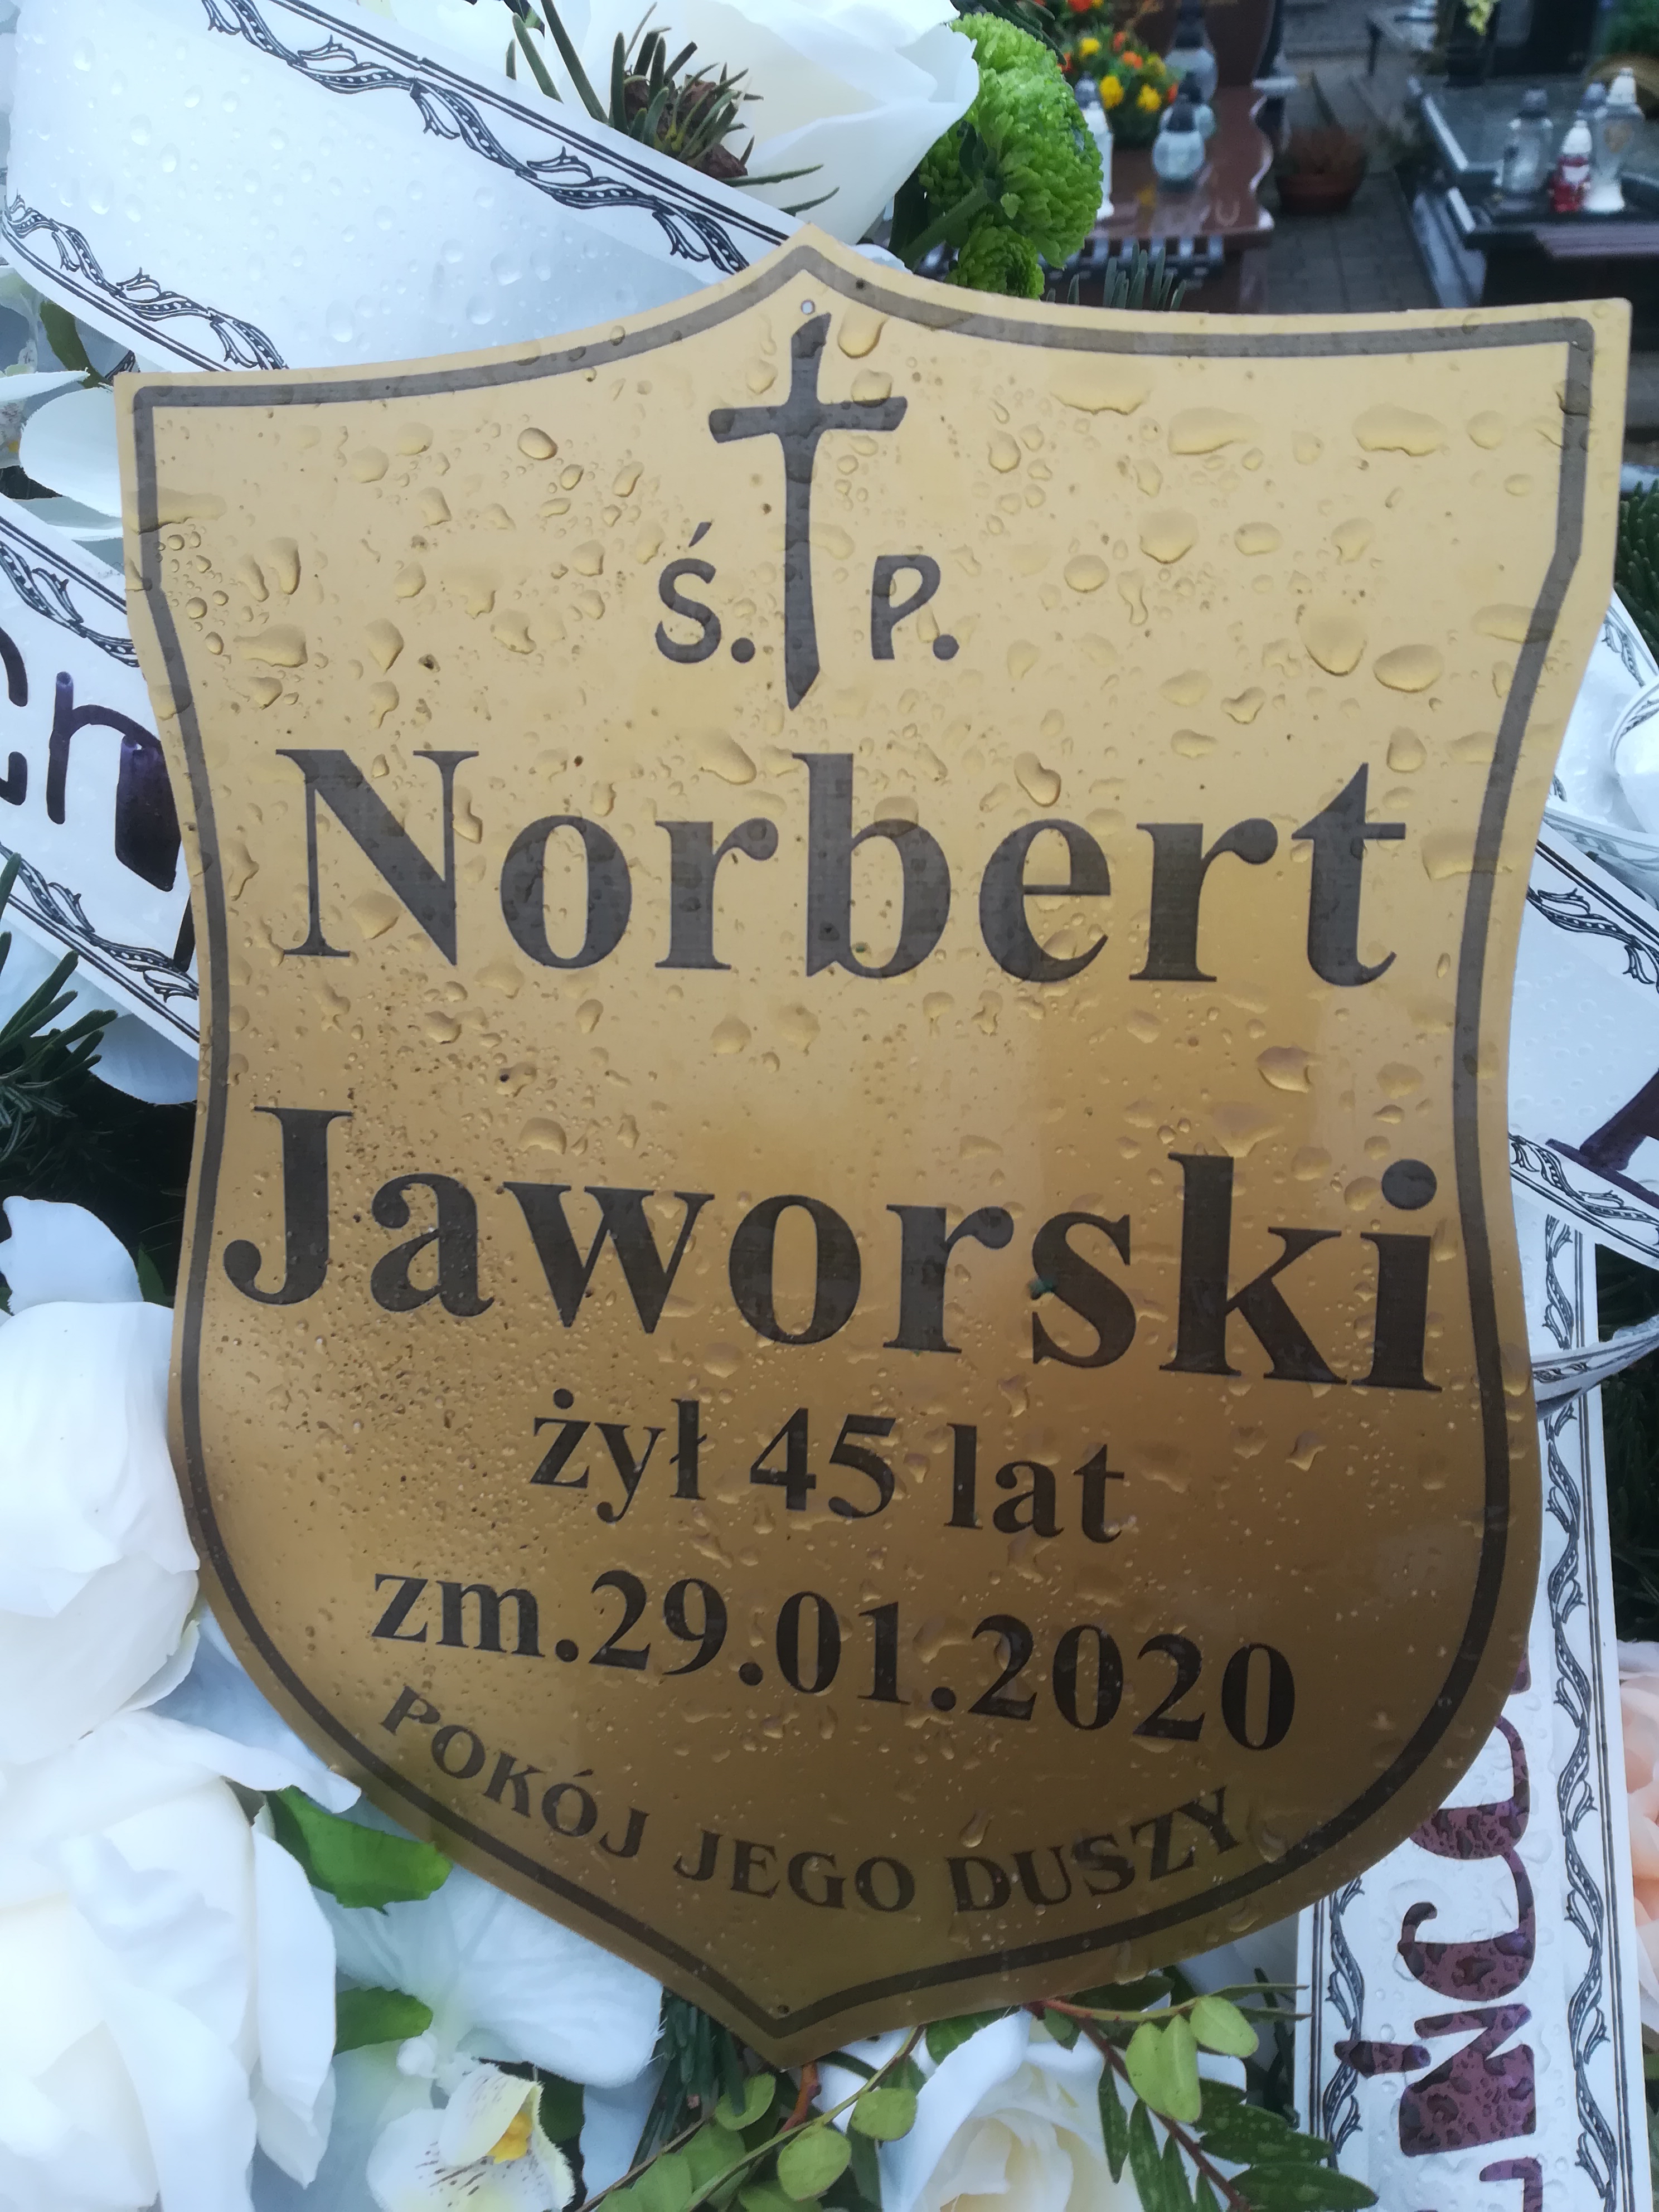 Ś. P.
Norbert
Jaworski
żył 45 lat
zm.29.01.2020
POKÓJ JEGO DUSZY